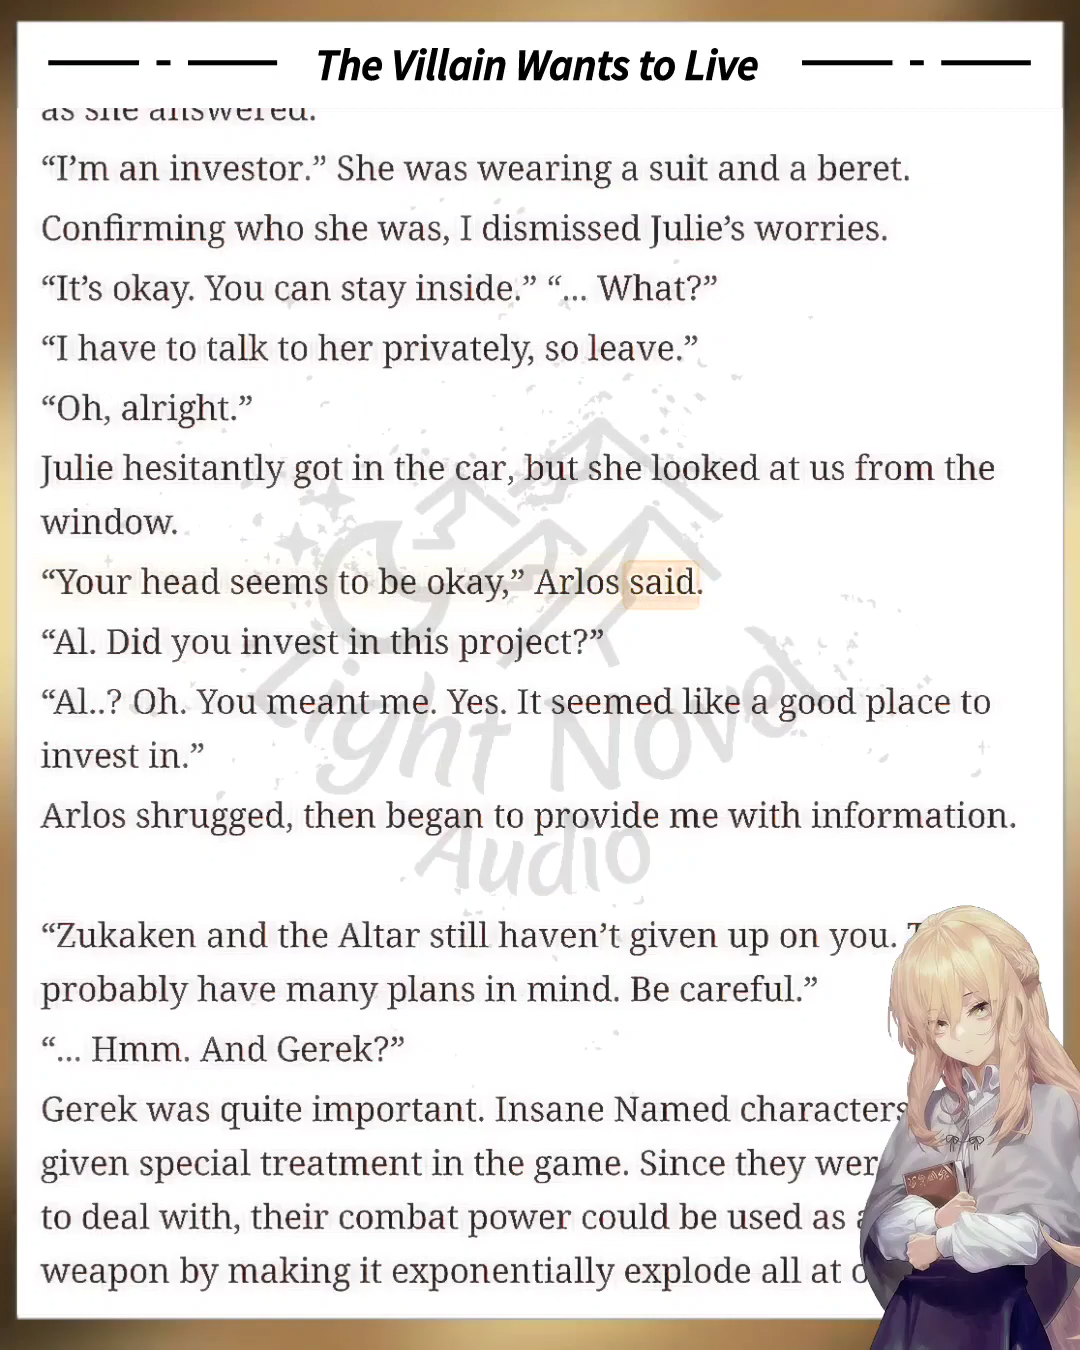 The Villain Wants to Live
as she answered.
“I’m an investor.” She was wearing a suit and a beret.
Confirming who she was, I dismissed Julie’s worries.
“It’s okay. You can stay inside.” “... What?”
“I have to talk to her privately, so leave.”
“Oh, alright.”
Julie hesitantly got in the car, but she looked at us from the
window.
“Your head seems to be okay,” Arlos said.
“Al. Did you invest in this project?”
“Al..? Oh. You meant me. Yes. It seemed like a good place to
invest in.”
Arlos shrugged, then began to provide me with information.
Light Novel
Audio
“Zukaken and the Altar still haven’t given up on you.
probably have many plans in mind. Be careful.”
“... Hmm. And Gerek?”
Gerek was quite important. Insane Named characters
given special treatment in the game. Since they
to deal with, their combat power could be used as
weapon by making it exponentially explode all at